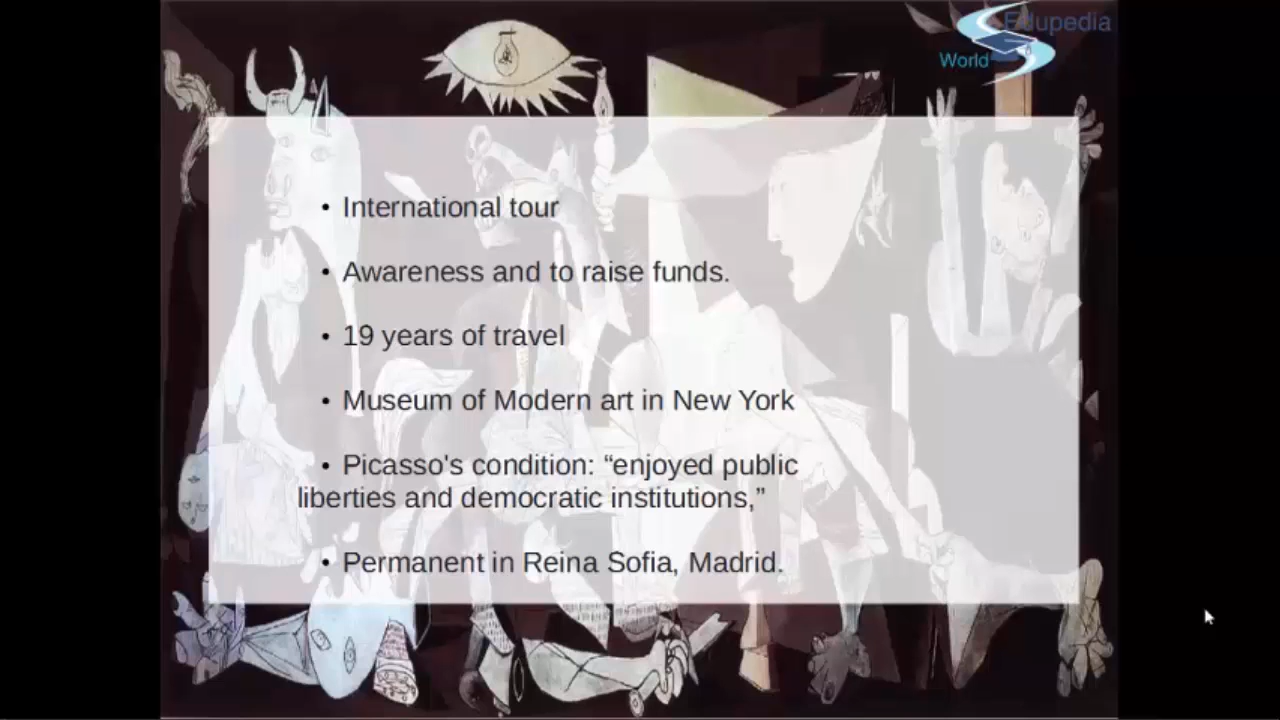 Edupedia
World
• International tour
• Awareness and to raise funds.
• 19 years of travel
• Museum of Modern art in New York
• Picasso's condition: “enjoyed public
liberties and democratic institutions,”
• Permanent in Reina Sofia, Madrid.